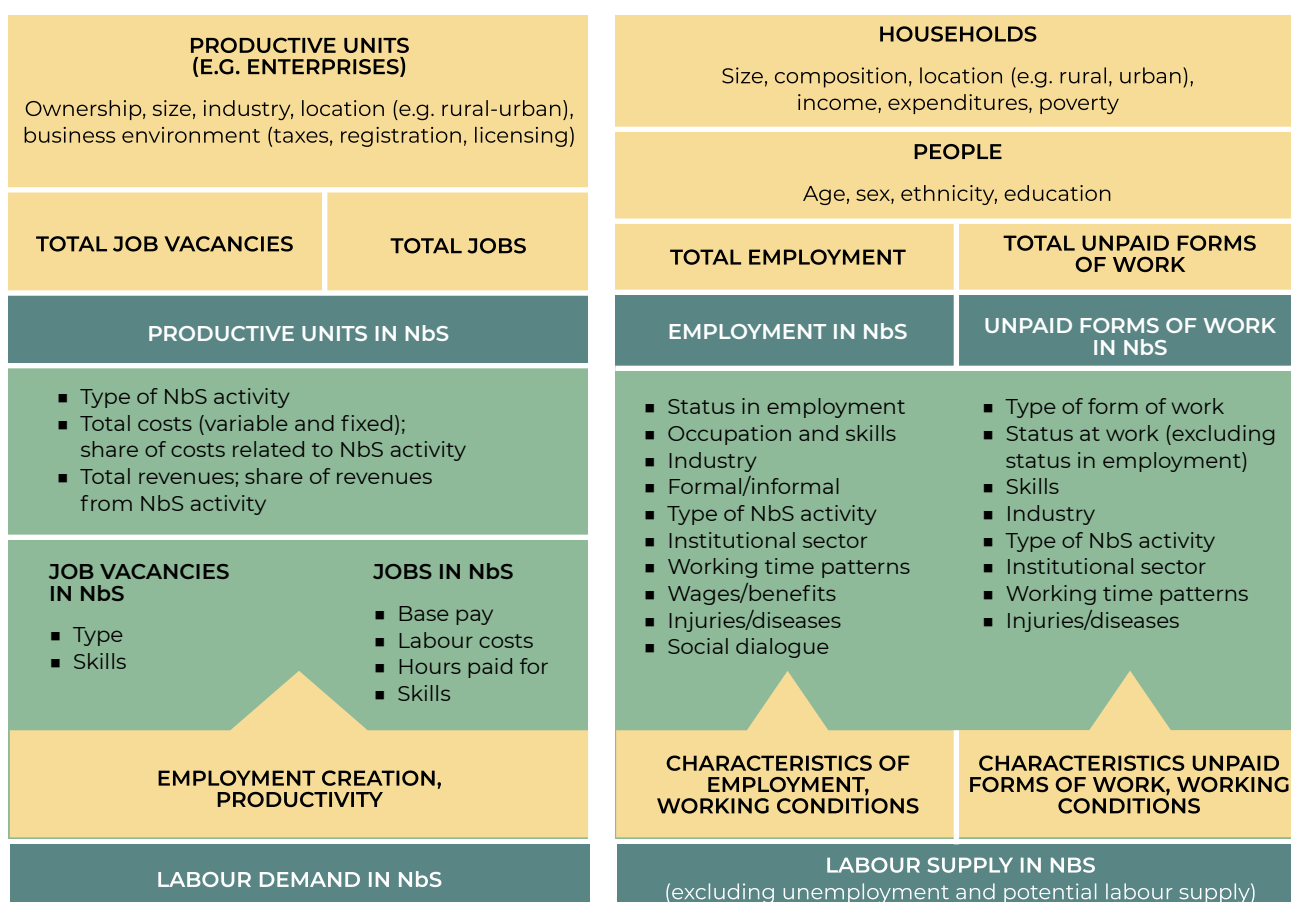 PRODUCTIVE UNITS
(E.G. ENTERPRISES)
Ownership, size, industry, location (e.g. rural-urban),
business environment (taxes, registration, licensing)
TOTAL JOB VACANCIES
TOTAL JOBS
PRODUCTIVE UNITS IN NbS
▪ Type of NbS activity
▪ Total costs (variable and fixed);
share of costs related to NbS activity
▪ Total revenues; share of revenues
from NbS activity
JOB VACANCIES
IN NbS
▪ Type
▪ Skills
JOBS IN NbS
▪ Base pay
▪ Labour costs
▪ Hours paid for
▪ Skills
EMPLOYMENT CREATION,
PRODUCTIVITY
LABOUR DEMAND IN NbS
HOUSEHOLDS
Size, composition, location (e.g. rural, urban),
income, expenditures, poverty
PEOPLE
Age, sex, ethnicity, education
TOTAL EMPLOYMENT
TOTAL UNPAID FORMS
OF WORK
EMPLOYMENT IN NbS
UNPAID FORMS OF WORK
IN NbS
▪ Status in employment
▪ Occupation and skills
▪ Industry
▪ Formal/informal
▪ Type of NbS activity
▪ Institutional sector
▪ Working time patterns
▪ Wages/benefits
▪ Injuries/diseases
▪ Social dialogue
▪ Type of form of work
▪ Status at work (excluding
status in employment)
▪ Skills
▪ Industry
▪ Type of NbS activity
▪ Institutional sector
▪ Working time patterns
▪ Injuries/diseases
CHARACTERISTICS OF
EMPLOYMENT,
WORKING CONDITIONS
CHARACTERISTICS UNPAID
FORMS OF WORK, WORKING
CONDITIONS
LABOUR SUPPLY IN NBS
(excluding unemployment and potential labour supply)